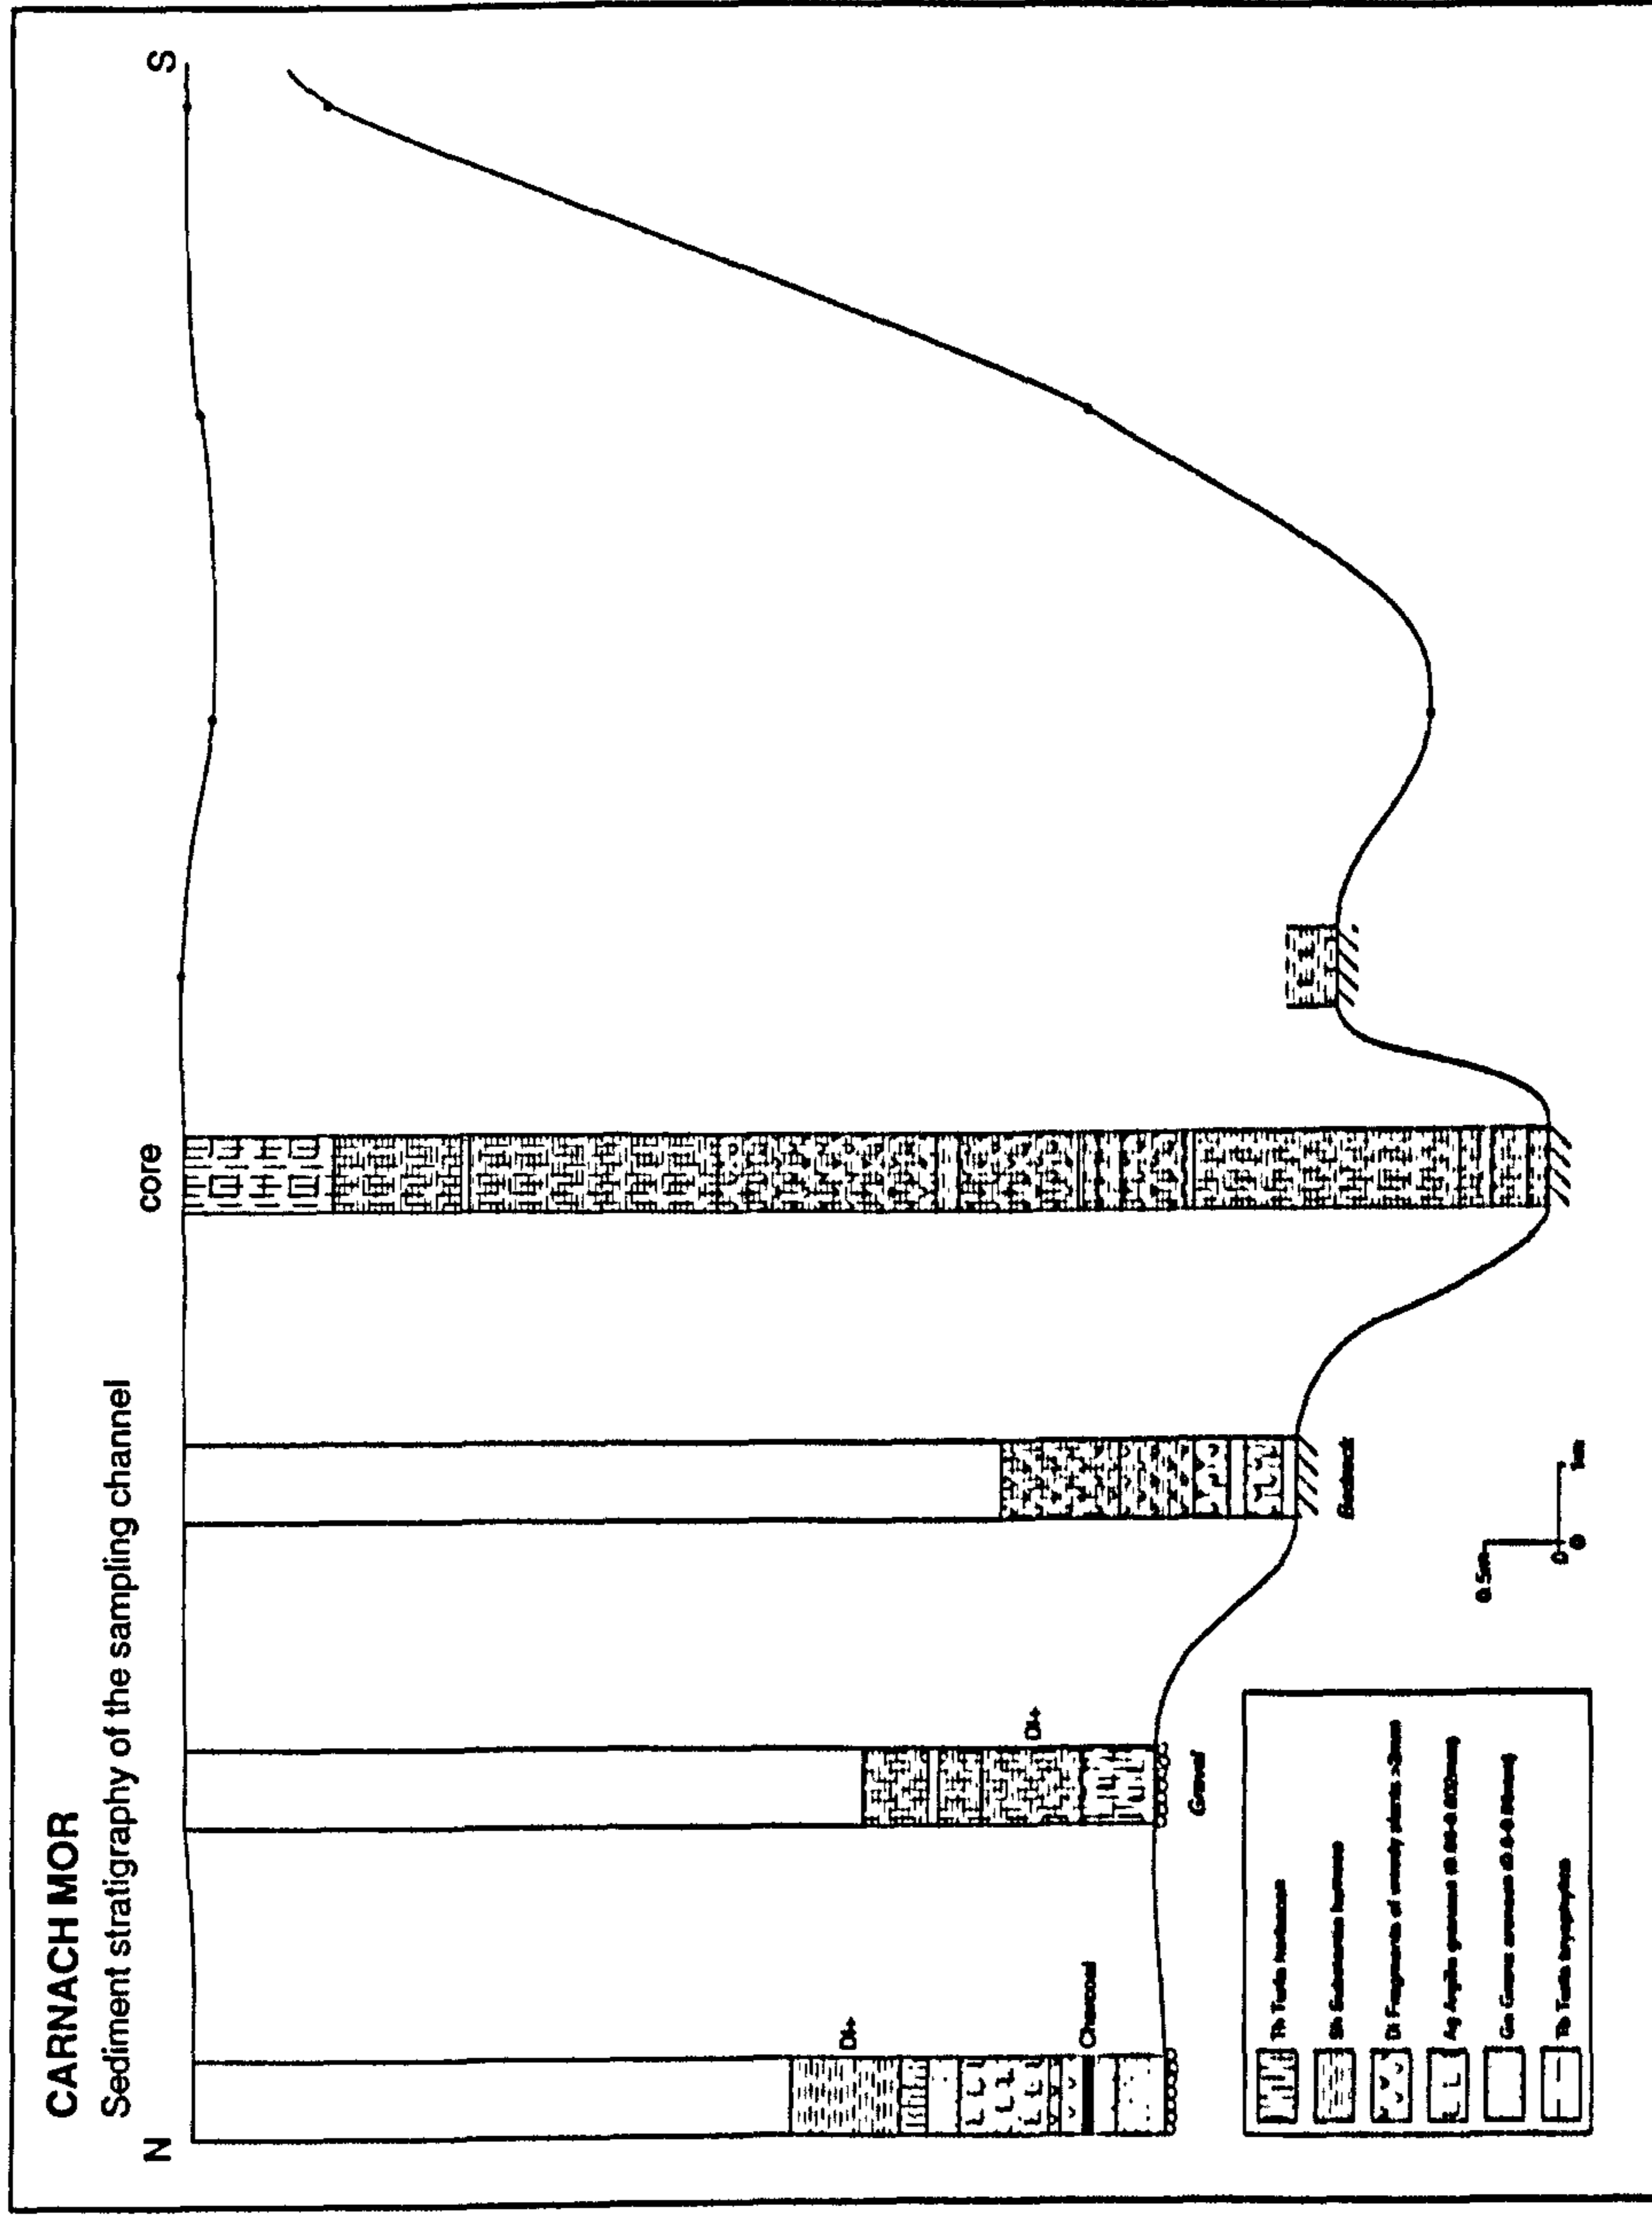 CARNACH MOR
Sediment stratigraphy of the sampling channel
N
core
S
Dl+
Charcoal
Dl+
Gravel
Bedrock
0.5m
0
0
1m
Th Turfa herbacea
Sh Substantia humosa
Dl Fragments of woody plants >2mm
Ag Argilla granosa
Ga Grana arenosa
Tb Turfa bryophytica